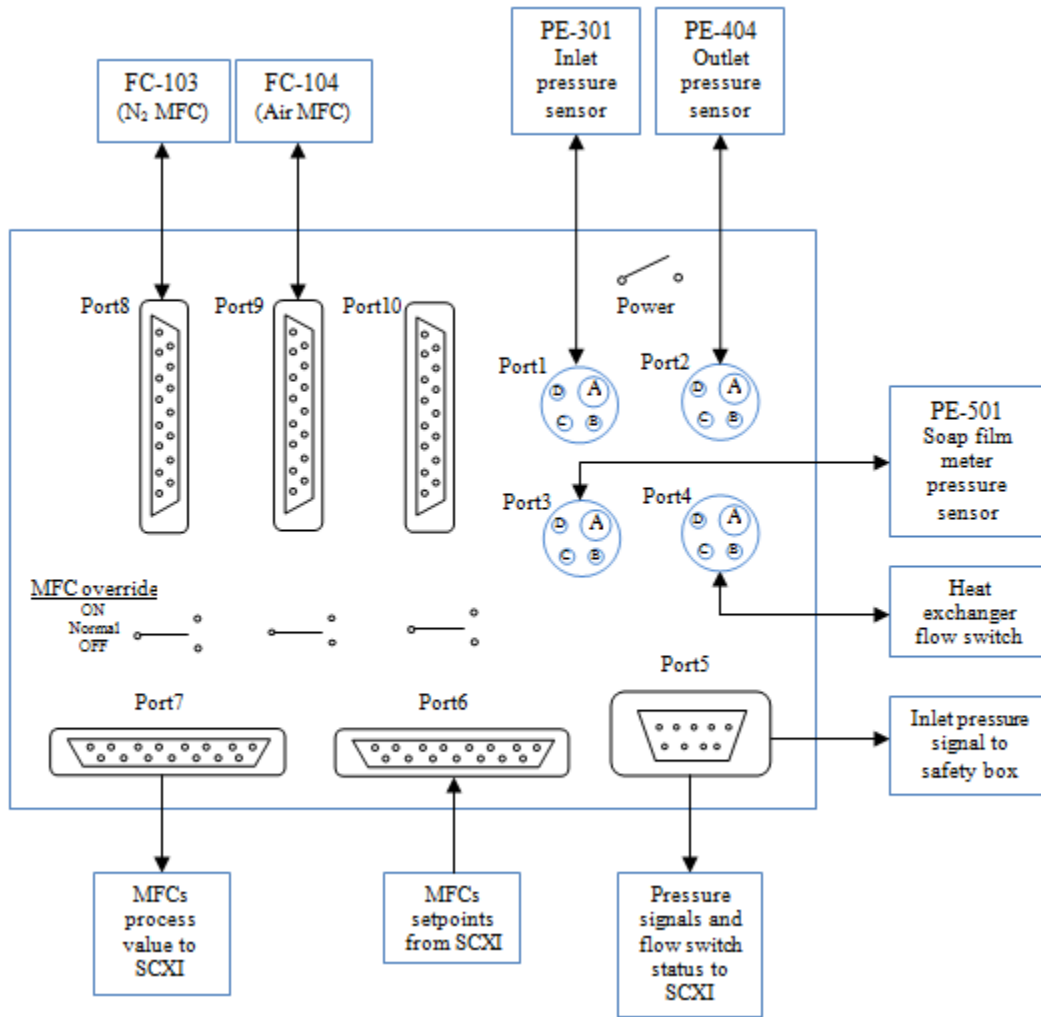 PE-301
Inlet
pressure
sensor
PE-404
Outlet
pressure
sensor
FC-103
(N₂ MFC)
FC-104
(Air MFC)
Power
Port8
Port9
Port10
Port1
D
A
C
B
Port2
D
A
C
B
PE-501
Soap film
meter
pressure
sensor
Port3
D
A
C
B
Port4
D
A
C
B
MFC override
ON
Normal
OFF
Heat
exchanger
flow switch
Port7
Port6
Port5
Inlet pressure
signal to
safety box
MFCs
process
value to
SCXI
MFCs
setpoints
from SCXI
Pressure
signals and
flow switch
status to
SCXI